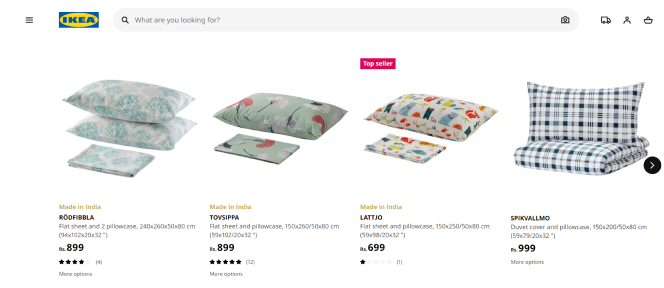 IKEA
What are you looking for?
Top seller
Made in India
RÖDFIBBLA
Flat sheet and 2 pillowcase, 240x260x50x80 cm
(94x102x20x32 ")
Rs.899
(4)
More options
Made in India
TOVSIPPA
Flat sheet and pillowcase, 150x260/50x80 cm
(59x102/20x32 ")
Rs.899
(12)
More options
Made in India
LATTJO
Flat sheet and pillowcase, 150x250/50x80 cm
(59x98/20x32 ")
Rs.699
(1)
SPIKVALLMO
Duvet cover and pillowcase, 150x200/50x80 cm
(59x79/20x32 ")
Rs.999
More options